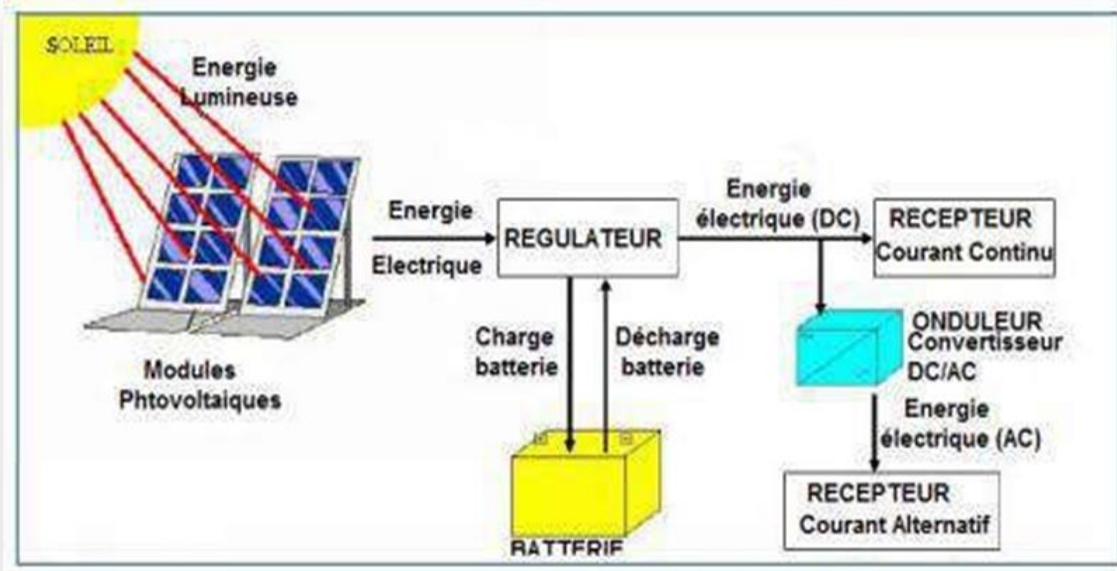 SOLEIL
Energie
Lumineuse
Modules
Phtovoltaiques
Energie
Electrique
REGULATEUR
Charge
batterie
Décharge
batterie
BATTERIE
Energie
électrique (DC)
RECEPTEUR
Courant Continu
ONDULEUR
Convertisseur
DC/AC
Energie
électrique (AC)
RECEPTEUR
Courant Alternatif